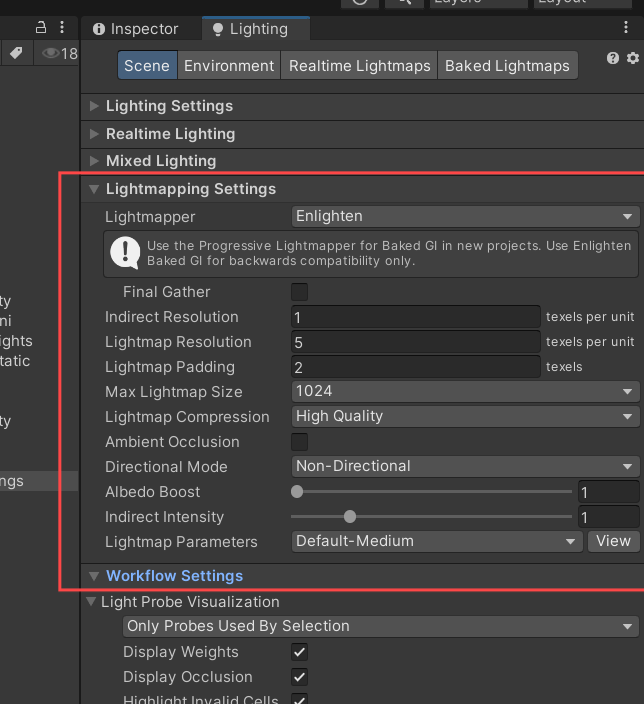 Layers
Layout
Inspector
Lighting
18
Scene
Environment
Realtime Lightmaps
Baked Lightmaps
Lighting Settings
Realtime Lighting
Mixed Lighting
Lightmapping Settings
Lightmapper
Enlighten
Use the Progressive Lightmapper for Baked GI in new projects. Use Enlighten
Baked GI for backwards compatibility only.
Final Gather
Indirect Resolution
1
texels per unit
Lightmap Resolution
5
texels per unit
Lightmap Padding
2
texels
Max Lightmap Size
1024
Lightmap Compression
High Quality
Ambient Occlusion
Directional Mode
Non-Directional
Albedo Boost
1
Indirect Intensity
1
Lightmap Parameters
Default-Medium
View
Workflow Settings
Light Probe Visualization
Only Probes Used By Selection
Display Weights
Display Occlusion
Highlight Invalid Cells
ty
ni
ights
tatic
ty
ngs